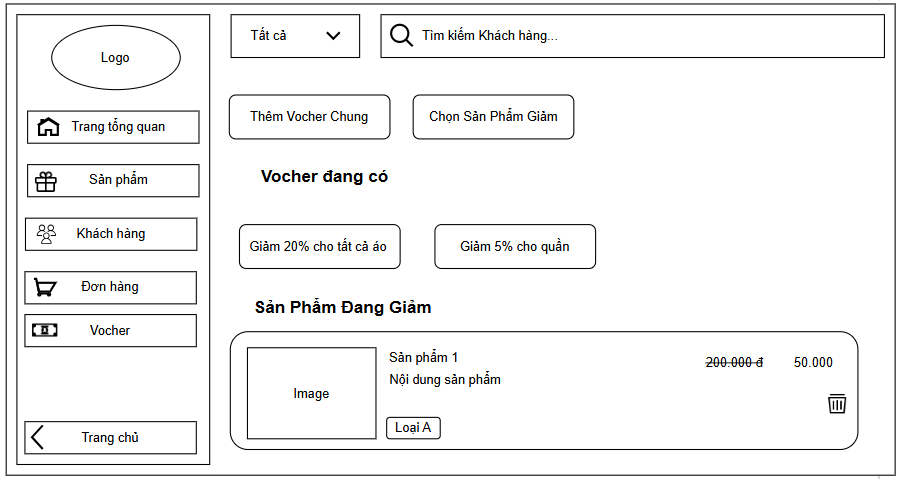 Logo
Trang tổng quan
Sản phẩm
Khách hàng
Đơn hàng
Vocher
Trang chủ
Tất cả
Tìm kiếm Khách hàng...
Thêm Vocher Chung
Chọn Sản Phẩm Giảm
Vocher đang có
Giảm 20% cho tất cả áo
Giảm 5% cho quần
Sản Phẩm Đang Giảm
Image
Sản phẩm 1
Nội dung sản phẩm
Loại A
200.000 đ
50.000